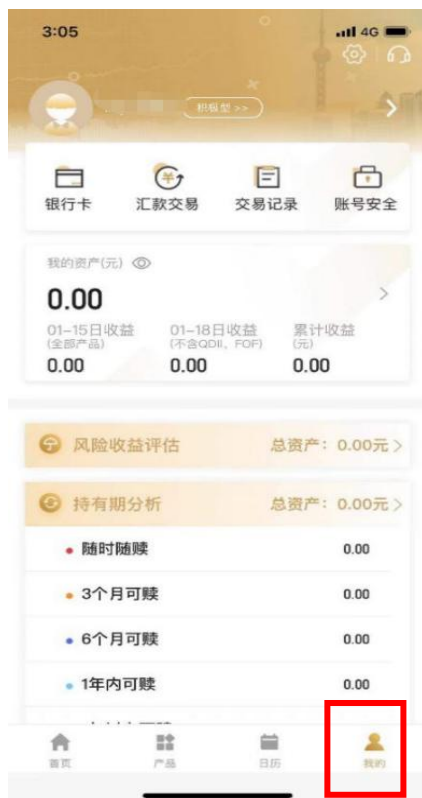 3:05 4G
积极型 >>
银行卡 汇款交易 交易记录 账号安全
我的资产(元)
0.00
01-15日收益 01-18日收益 累计收益
(全部产品) (不含QDII、FOF) (元)
0.00 0.00 0.00
风险收益评估 总资产：0.00元
持有期分析 总资产：0.00元
随时随赎 0.00
3个月可赎 0.00
6个月可赎 0.00
1年内可赎 0.00
首页 产品 日历 我的